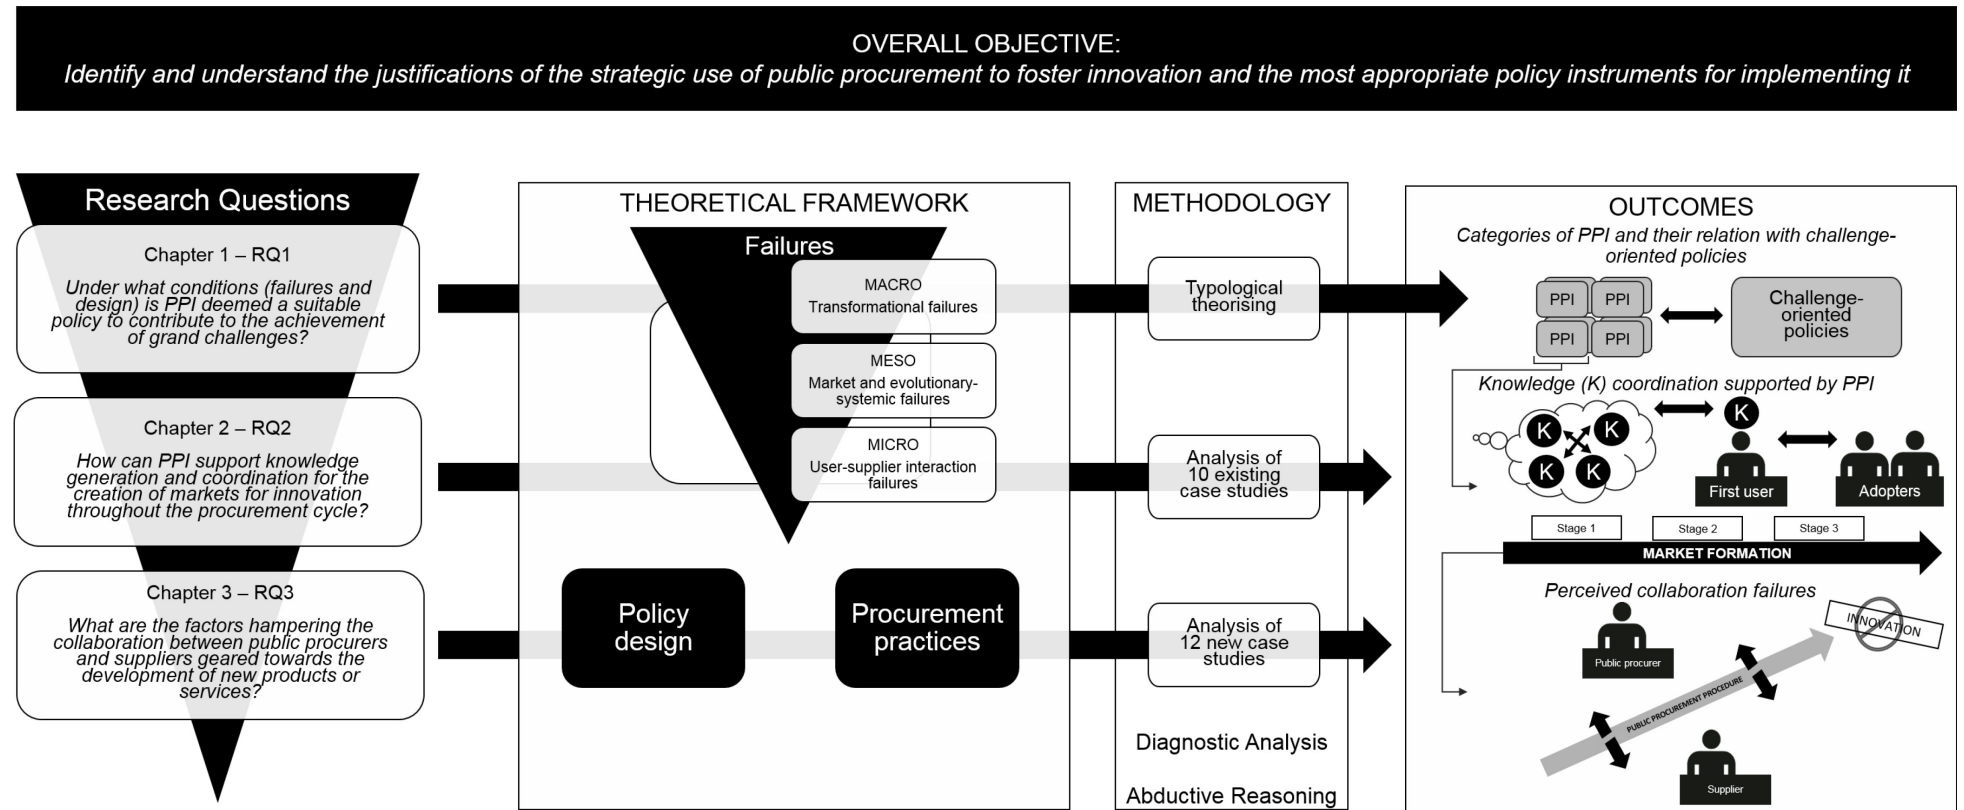 OVERALL OBJECTIVE:
Identify and understand the justifications of the strategic use of public procurement to foster innovation and the most appropriate policy instruments for implementing it
Research Questions
Chapter 1 – RQ1
Under what conditions (failures and
design) is PPI deemed a suitable
policy to contribute to the achievement
of grand challenges?
Chapter 2 – RQ2
How can PPI support knowledge
generation and coordination for the
creation of markets for innovation
throughout the procurement cycle?
Chapter 3 – RQ3
What are the factors hampering the
collaboration between public procurers
and suppliers geared towards the
development of new products or
services?
THEORETICAL FRAMEWORK
Failures
MACRO
Transformational failures
MESO
Market and evolutionary-
systemic failures
MICRO
User-supplier interaction
failures
Policy
design
Procurement
practices
METHODOLOGY
Typological
theorising
Analysis of
10 existing
case studies
Analysis of
12 new case
studies
Diagnostic Analysis
Abductive Reasoning
OUTCOMES
Categories of PPI and their relation with challenge-
oriented policies
PPI PPI
PPI PPI
Challenge-
oriented
policies
Knowledge (K) coordination supported by PPI
K K
K K
K
First user
Adopters
Stage 1
Stage 2
Stage 3
MARKET FORMATION
Perceived collaboration failures
INNOVATION
Public procurer
PUBLIC PROCUREMENT PROCEDURE
Supplier